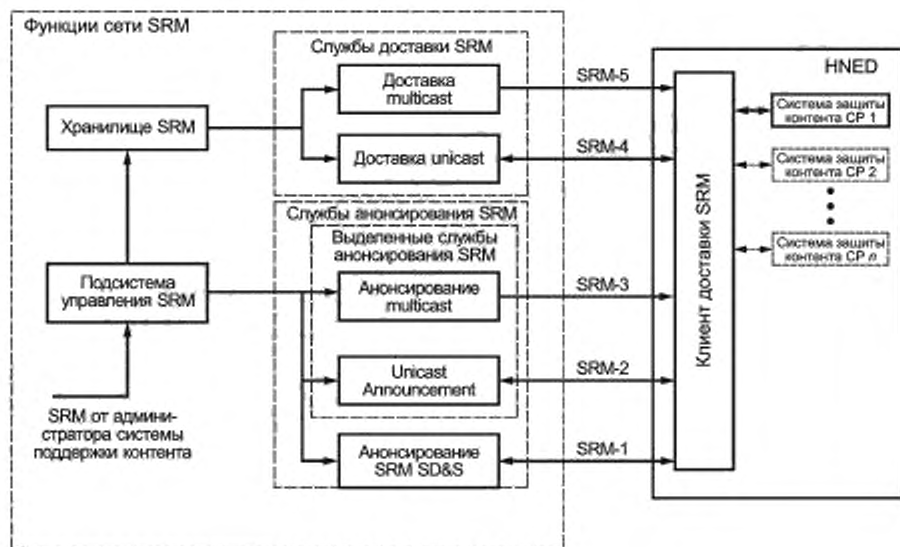 Функции сети SRM
Службы доставки SRM
Доставка
multicast
Доставка unicast
Хранилище SRM
Службы анонсирования SRM
Выделенные службы
анонсирования SRM
Анонсирование
multicast
Unicast
Announcement
Анонсирование
SRM SD&S
Подсистема
управления SRM
SRM от админи-
стратора системы
поддержки контента
SRM-5
SRM-4
SRM-3
SRM-2
SRM-1
HNED
Клиент доставки SRM
Система защиты
контента CP 1
Система защиты
контента CP 2
Система защиты
контента CP n